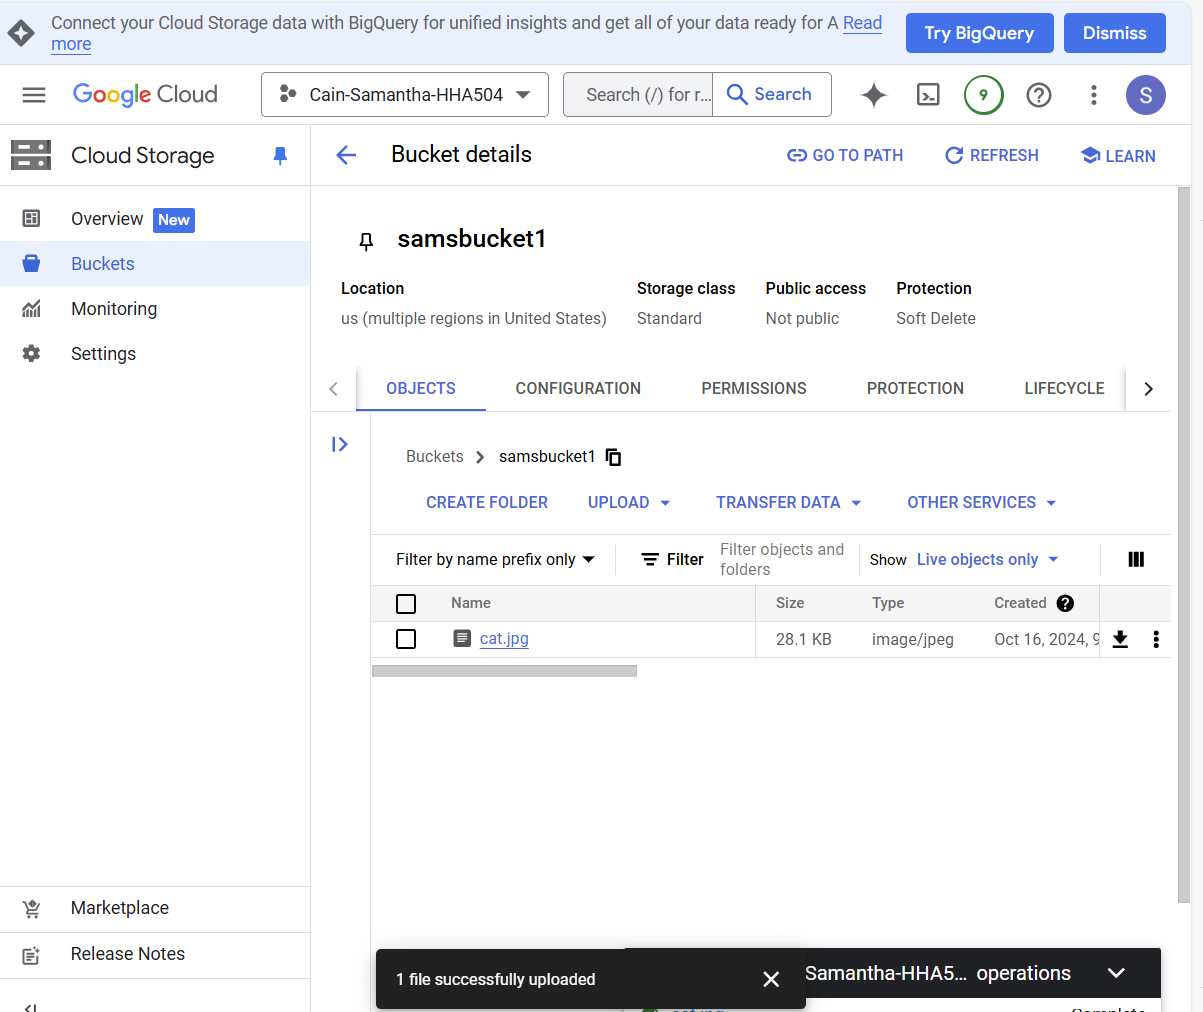 Connect your Cloud Storage data with BigQuery for unified insights and get all of your data ready for A Read
more
Try BigQuery
Dismiss
Google Cloud
Cain-Samantha-HHA504
Search (/) for r...
Search
9
S
Cloud Storage
Bucket details
GO TO PATH
REFRESH
LEARN
Overview New
Buckets
Monitoring
Settings
samsbucket1
Location
us (multiple regions in United States)
Storage class
Standard
Public access
Not public
Protection
Soft Delete
OBJECTS
CONFIGURATION
PERMISSIONS
PROTECTION
LIFECYCLE
Buckets
samsbucket1
CREATE FOLDER
UPLOAD
TRANSFER DATA
OTHER SERVICES
Filter by name prefix only
Filter
Filter objects and
folders
Show
Live objects only
Name
Size
Type
Created
cat.jpg
28.1 KB
image/jpeg
Oct 16, 2024, 9
Marketplace
Release Notes
1 file successfully uploaded
Samantha-HHA5... operations
cat.jpg
Complete